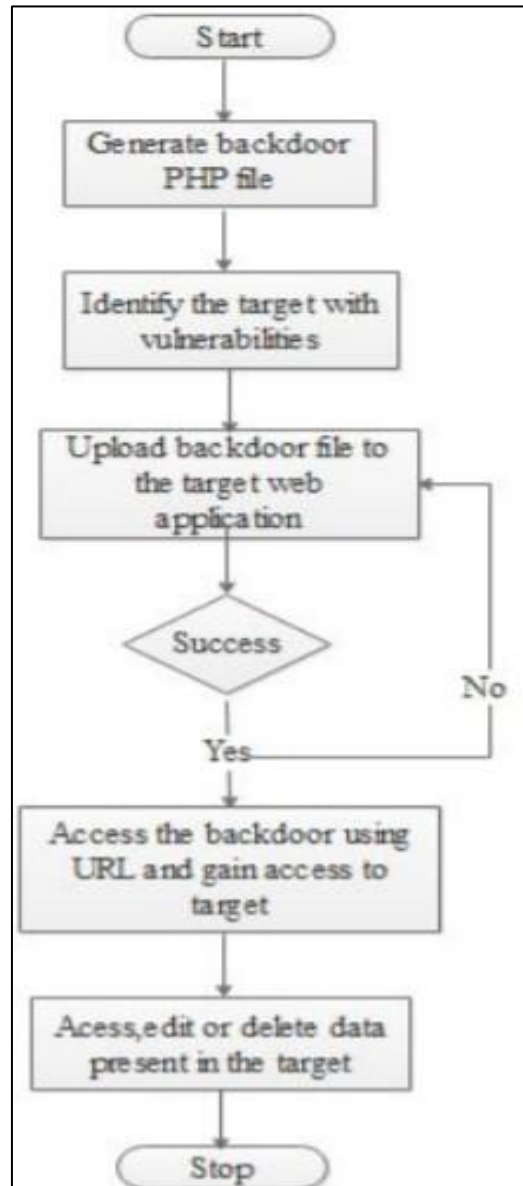 Start
Generate backdoor
PHP file
Identify the target with
vulnerabilities
Upload backdoor file to
the target web
application
Success
No
Yes
Access the backdoor using
URL and gain access to
target
Acess,edit or delete data
present in the target
Stop